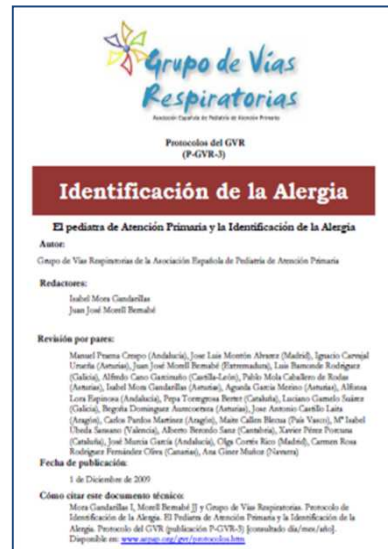 Grupo de Vías
Respiratorias
Asociación Española de Pediatría de Atención Primaria
Protocolos del GVR
(P-GVR-3)
Identificación de la Alergia
El pediatra de Atención Primaria y la Identificación de la Alergia
Autor:
Grupo de Vías Respiratorias de la Asociación Española de Pediatría de Atención Primaria
Redactores:
Isabel Mora Gandarillas
Juan José Morell Bernabé
Revisión por pares:
Manuel Praena Crespo (Andalucía), Jose Luis Montón Alvarez (Madrid), Ignacio Carvajal
Urueña (Asturias), Juan José Morell Bernabé (Extremadura), Luis Bamonde Rodríguez
(Galicia), Alfredo Cano Garcinuño (Castilla-León), Pablo Mola Caballero de Rodas
(Asturias), Isabel Mora Gandarillas (Asturias), Agueda García Merino (Asturias), Alfonsa
Lora Espinosa (Andalucía), Pepa Torregrosa Bertet (Cataluña), Luciano Garnelo Suárez
(Galicia), Begoña Domínguez Aurrecoetxea (Asturias), Jose Antonio Castillo Laita
(Aragón), Carlos Pardos Martínez (Aragón), Maite Callén Blecua (País Vasco), Mª Isabel
Úbeda Sansano (Valencia), Alberto Bercedo Sanz (Cantabria), Xavier Pérez Porcuna
(Cataluña), José Murcia García (Andalucía), Olga Cortés Rico (Madrid), Carmen Rosa
Rodríguez Fernández Oliva (Canarias), Ana Giner Muñoz (Navarra)
Fecha de publicación:
1 de Diciembre de 2009
Cómo citar este documento técnico:
Mora Gandarillas I, Morell Bernabé JJ y Grupo de Vías Respiratorias. Protocolo de
Identificación de la Alergia. El Pediatra de Atención Primaria y la Identificación de la
Alergia. Protocolo del GVR (publicación P-GVR-3) [consultado día/mes/año].
Disponible en: www.aepap.org/gvr/protocolos.htm